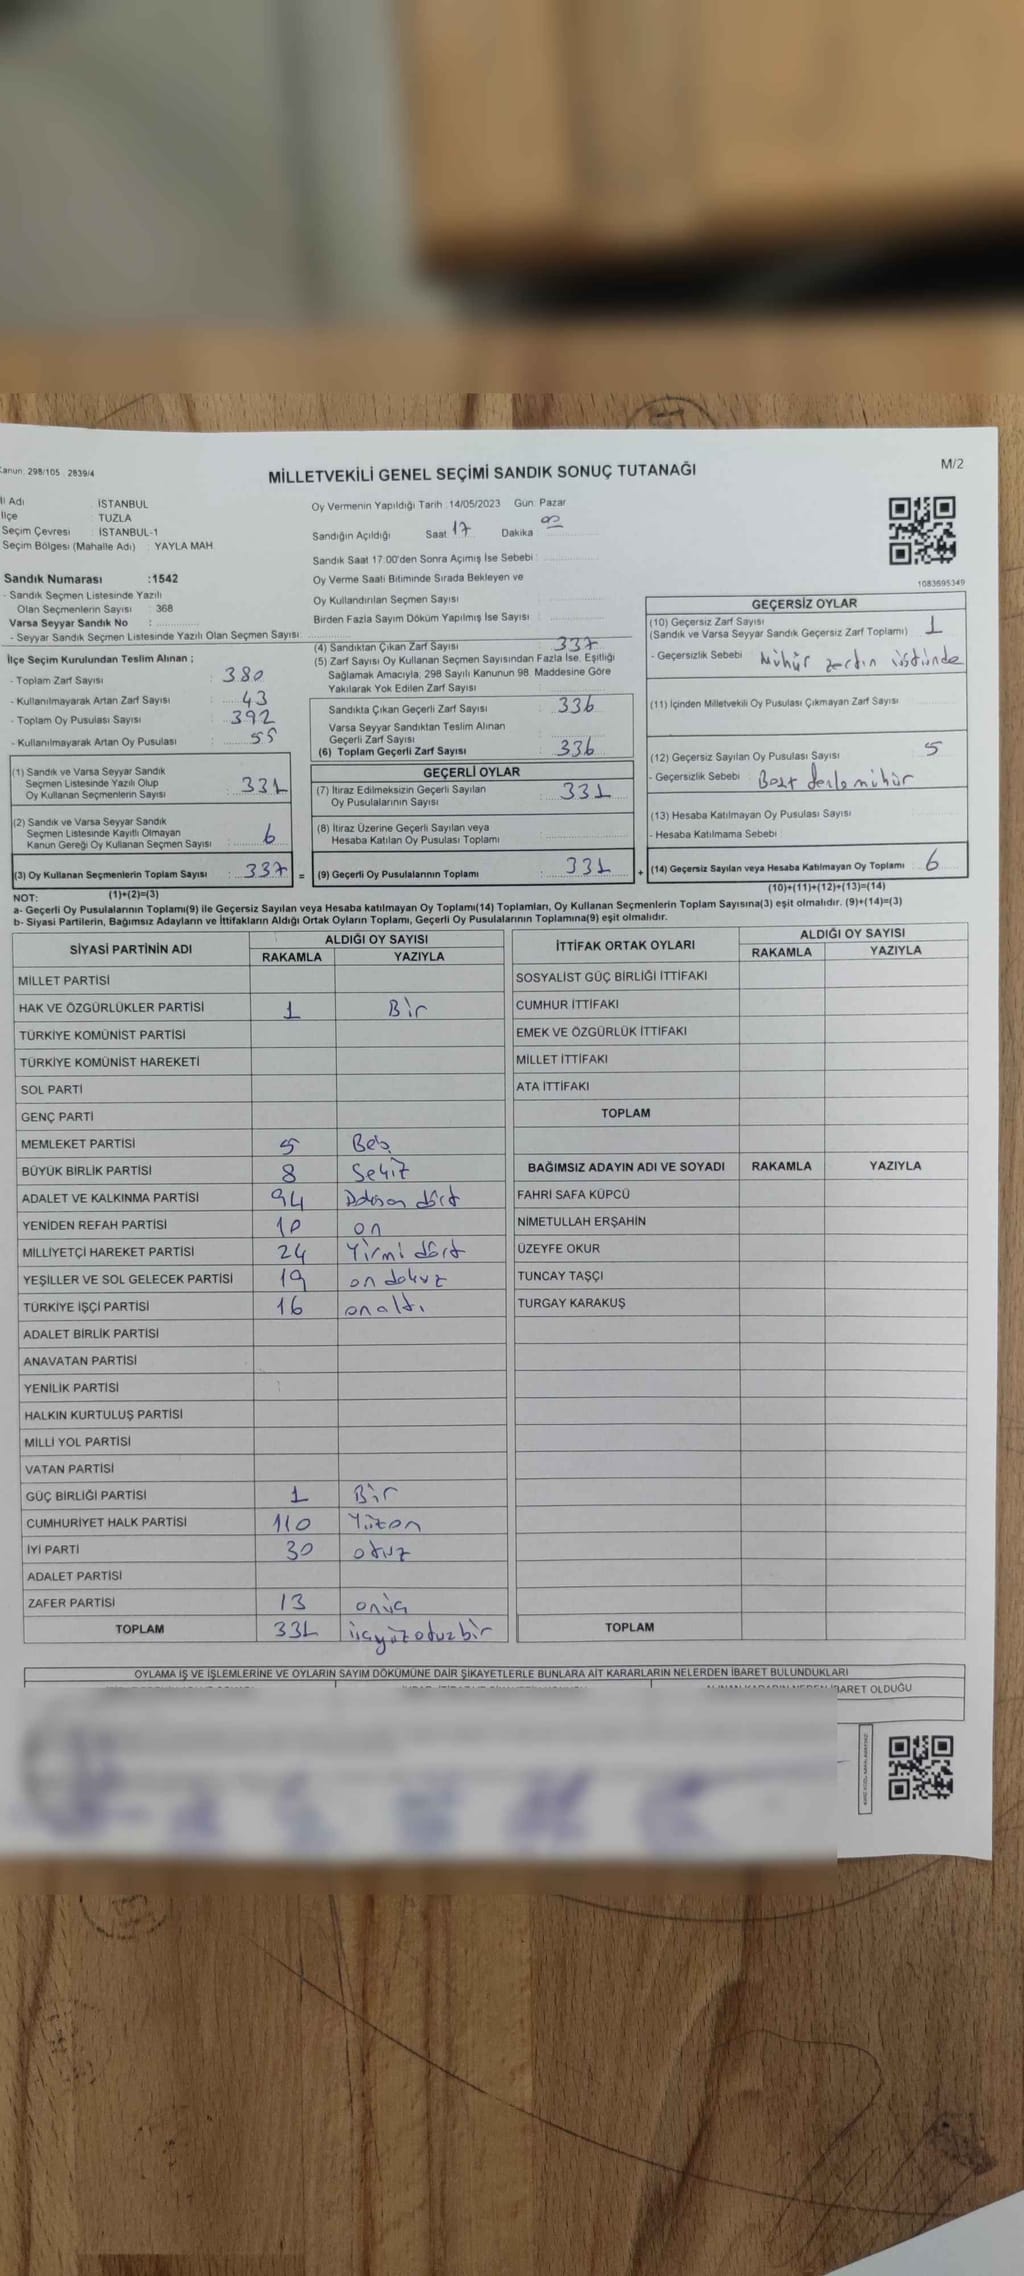 Kanun 298/105 2839/4
MİLLETVEKİLİ GENEL SEÇİMİ SANDIK SONUÇ TUTANAĞI
M/2
İl Adı İSTANBUL
İlçe TUZLA
Seçim Çevresi : İSTANBUL-1
Seçim Bölgesi (Mahalle Adı) : YAYLA MAH
Sandık Numarası :1542
- Sandık Seçmen Listesinde Yazılı
Olan Seçmenlerin Sayısı : 368
Varsa Seyyar Sandık No :
- Seyyar Sandık Seçmen Listesinde Yazılı Olan Seçmen Sayısı
Oy Vermenin Yapıldığı Tarih : 14/05/2023 Gün: Pazar
Sandığın Açıldığı Saat 17 Dakika 00
Sandık Saat 17:00'den Sonra Açımış İse Sebebi :
Oy Verme Saati Bitiminde Sırada Bekleyen ve
Oy Kullandırılan Seçmen Sayısı
Birden Fazla Sayım Döküm Yapılmış İse Sayısı :
1083695349
İlçe Seçim Kurulundan Teslim Alınan ;
- Toplam Zarf Sayısı : 380
- Kullanılmayarak Artan Zarf Sayısı : 43
- Toplam Oy Pusulası Sayısı : 392
- Kullanılmayarak Artan Oy Pusulası : 55
(1) Sandık ve Varsa Seyyar Sandık
Seçmen Listesinde Yazılı Olup
Oy Kullanan Seçmenlerin Sayısı : 331
(2) Sandık ve Varsa Seyyar Sandık
Seçmen Listesinde Kayıtlı Olmayan
Kanun Gereği Oy Kullanan Seçmen Sayısı : 6
(3) Oy Kullanan Seçmenlerin Toplam Sayısı : 337 =
(4) Sandıktan Çıkan Zarf Sayısı : 337
(5) Zarf Sayısı Oy Kullanan Seçmen Sayısından Fazla İse, Eşitliği
Sağlamak Amacıyla, 298 Sayılı Kanunun 98. Maddesine Göre
Yakılarak Yok Edilen Zarf Sayısı :
Sandıkta Çıkan Geçerli Zarf Sayısı : 336
Varsa Seyyar Sandıktan Teslim Alınan
Geçerli Zarf Sayısı
(6) Toplam Geçerli Zarf Sayısı : 336
GEÇERLİ OYLAR
(7) İtiraz Edilmeksizin Geçerli Sayılan
Oy Pusulalarının Sayısı : 331
(8) İtiraz Üzerine Geçerli Sayılan veya
Hesaba Katılan Oy Pusulası Toplamı
(9) Geçerli Oy Pusulalarının Toplamı : 331 +
GEÇERSİZ OYLAR
(10) Geçersiz Zarf Sayısı
(Sandık ve Varsa Seyyar Sandık Geçersiz Zarf Toplamı) : 1
- Geçersizlik Sebebi : Mühür zarfın üstünde
(11) İçinden Milletvekili Oy Pusulası Çıkmayan Zarf Sayısı
(12) Geçersiz Sayılan Oy Pusulası Sayısı 5
- Geçersizlik Sebebi : mühür
(13) Hesaba Katılmayan Oy Pusulası Sayısı
- Hesaba Katılmama Sebebi :
(14) Geçersiz Sayılan veya Hesaba Katılmayan Oy Toplamı : 6
NOT: (1)+(2)=(3) (10)+(11)+(12)+(13)=(14)
a- Geçerli Oy Pusulalarının Toplamı(9) ile Geçersiz Sayılan veya Hesaba katılmayan Oy Toplamı(14) Toplamları, Oy Kullanan Seçmenlerin Toplam Sayısına(3) eşit olmalıdır. (9)+(14)=(3)
b- Siyasi Partilerin, Bağımsız Adayların ve İttifakların Aldığı Ortak Oyların Toplamı, Geçerli Oy Pusulalarının Toplamına(9) eşit olmalıdır.
SİYASİ PARTİNİN ADI ALDIĞI OY SAYISI
RAKAMLA YAZIYLA
MİLLET PARTİSİ
HAK VE ÖZGÜRLÜKLER PARTİSİ 1 Bir
TÜRKİYE KOMÜNİST PARTİSİ
TÜRKİYE KOMÜNİST HAREKETİ
SOL PARTİ
GENÇ PARTİ
MEMLEKET PARTİSİ 5 Beş
BÜYÜK BİRLİK PARTİSİ 8 Sekiz
ADALET VE KALKINMA PARTİSİ 94 Doksan dört
YENİDEN REFAH PARTİSİ 10 on
MİLLİYETÇİ HAREKET PARTİSİ 24 Yirmi dört
YEŞİLLER VE SOL GELECEK PARTİSİ 19 on dokuz
TÜRKİYE İŞÇİ PARTİSİ 16 on altı
ADALET BİRLİK PARTİSİ
ANAVATAN PARTİSİ
YENİLİK PARTİSİ
HALKIN KURTULUŞ PARTİSİ
MİLLİ YOL PARTİSİ
VATAN PARTİSİ
GÜÇ BİRLİĞİ PARTİSİ 1 Bir
CUMHURİYET HALK PARTİSİ 110 Yüzon
İYİ PARTİ 30 otuz
ADALET PARTİSİ
ZAFER PARTİSİ 13 onüç
TOPLAM 331 üçyüzotuzbir
İTTİFAK ORTAK OYLARI ALDIĞI OY SAYISI
RAKAMLA YAZIYLA
SOSYALİST GÜÇ BİRLİĞİ İTTİFAKI
CUMHUR İTTİFAKI
EMEK VE ÖZGÜRLÜK İTTİFAKI
MİLLET İTTİFAKI
ATA İTTİFAKI
TOPLAM
BAĞIMSIZ ADAYIN ADI VE SOYADI RAKAMLA YAZIYLA
FAHRİ SAFA KÜPCÜ
NİMETULLAH ERŞAHİN
ÜZEYFE OKUR
TUNCAY TAŞÇI
TURGAY KARAKUŞ
TOPLAM
OYLAMA İŞ VE İŞLEMLERİNE VE OYLARIN SAYIM DÖKÜMÜNE DAİR ŞİKAYETLERLE BUNLARA AİT KARARLARIN NELERDEN İBARET BULUNDUKLARI
İBARET OLDUĞU